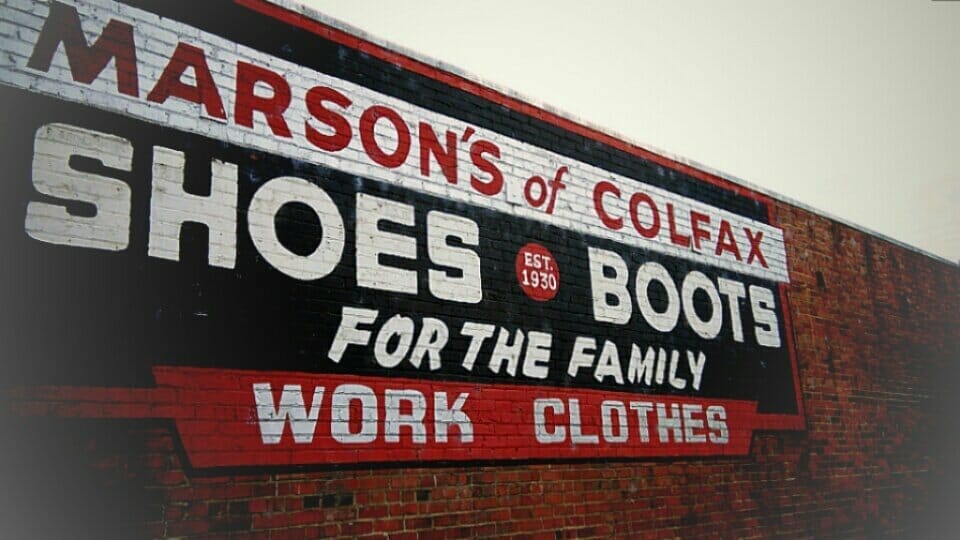 MARSON'S of COLFAX
SHOES EST. 1930 BOOTS
FOR THE FAMILY
WORK CLOTHES